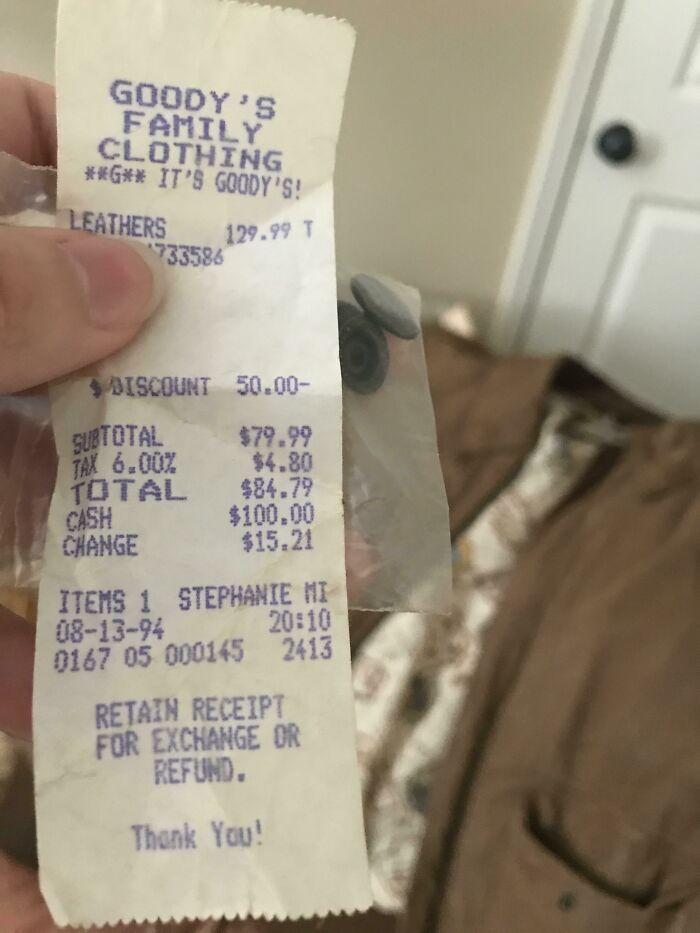 GOODY'S
FAMILY
CLOTHING
**G** IT'S GOODY'S!
LEATHERS 129.99 T
733586
$ DISCOUNT 50.00-
SUBTOTAL $79.99
TAX 6.00% $4.80
TOTAL $84.79
CASH $100.00
CHANGE $15.21
ITEMS 1 STEPHANIE MI
08-13-94 20:10
0167 05 000145 2413
RETAIN RECEIPT
FOR EXCHANGE OR
REFUND.
Thank You!